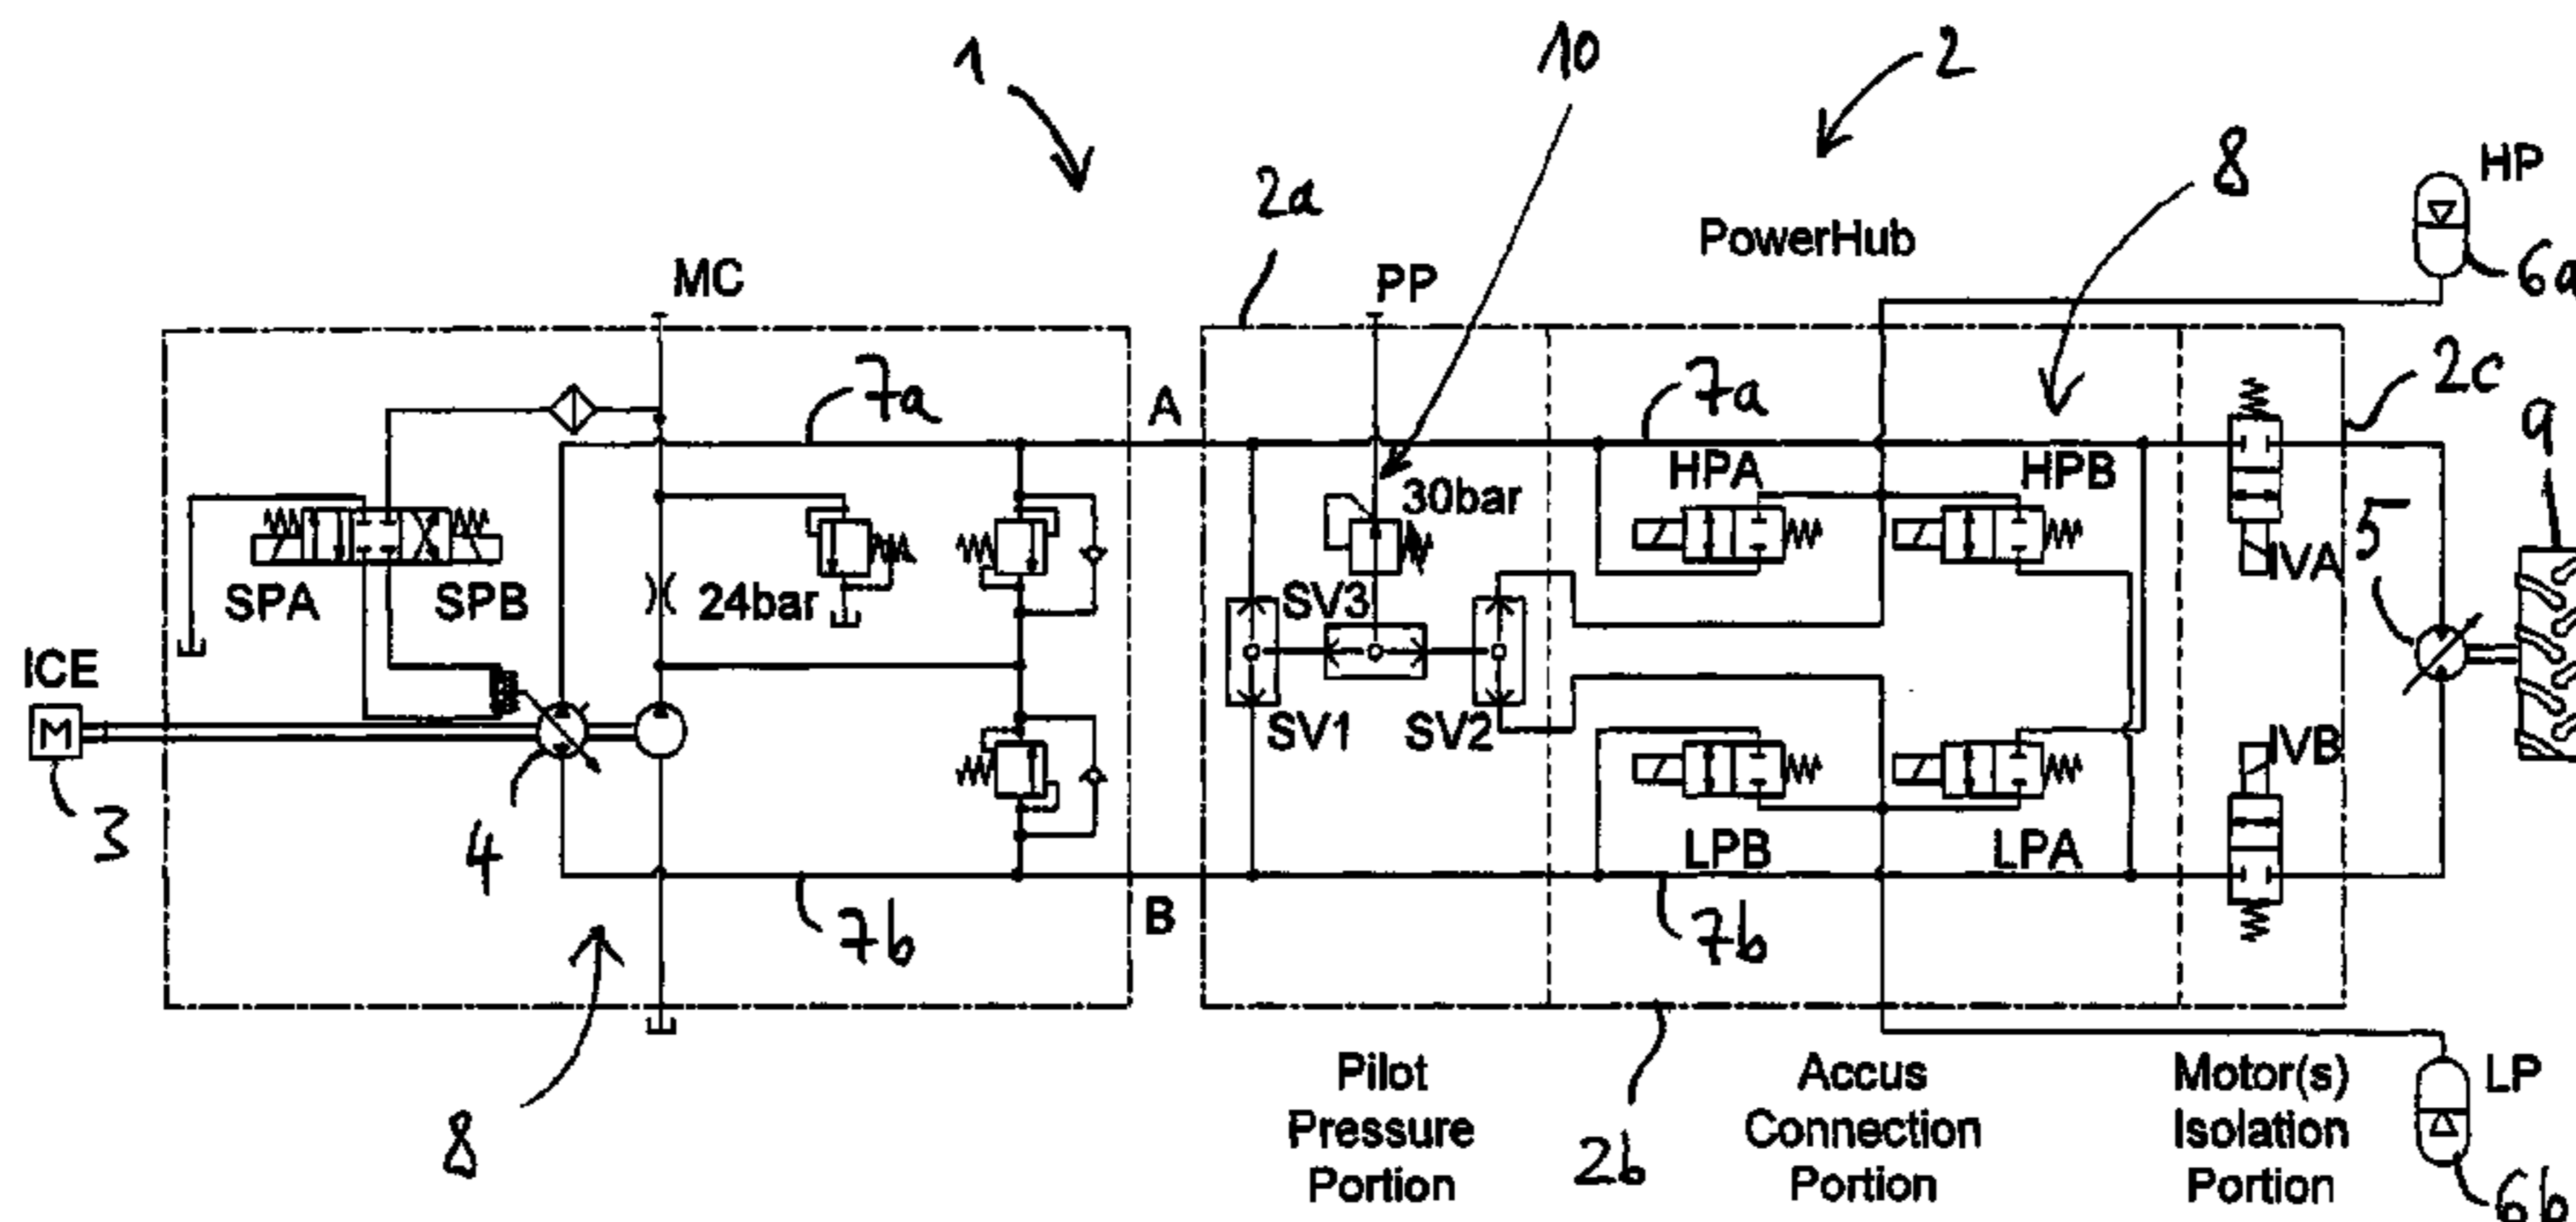 1
10
2
2a
8
HP
PowerHub
6a
MC
PP
7a
A
7a
2c
9
HPA
HPB
30bar
5
IVA
SPA
SPB
24bar
SV3
ICE
M
SV1
SV2
IVB
3
4
LPB
LPA
7b
B
7b
8
2b
Pilot
Pressure
Portion
Accus
Connection
Portion
Motor(s)
Isolation
Portion
LP
6b